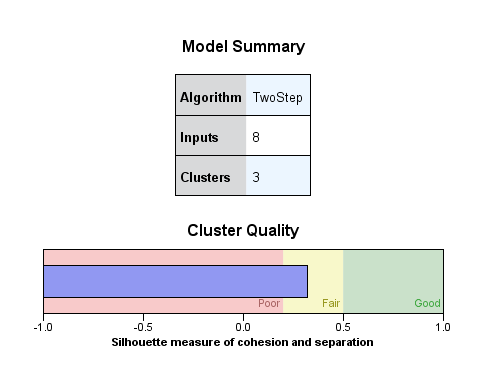 Model Summary
Algorithm TwoStep
Inputs 8
Clusters 3
Cluster Quality
Poor Fair Good
-1.0 -0.5 0.0 0.5 1.0
Silhouette measure of cohesion and separation